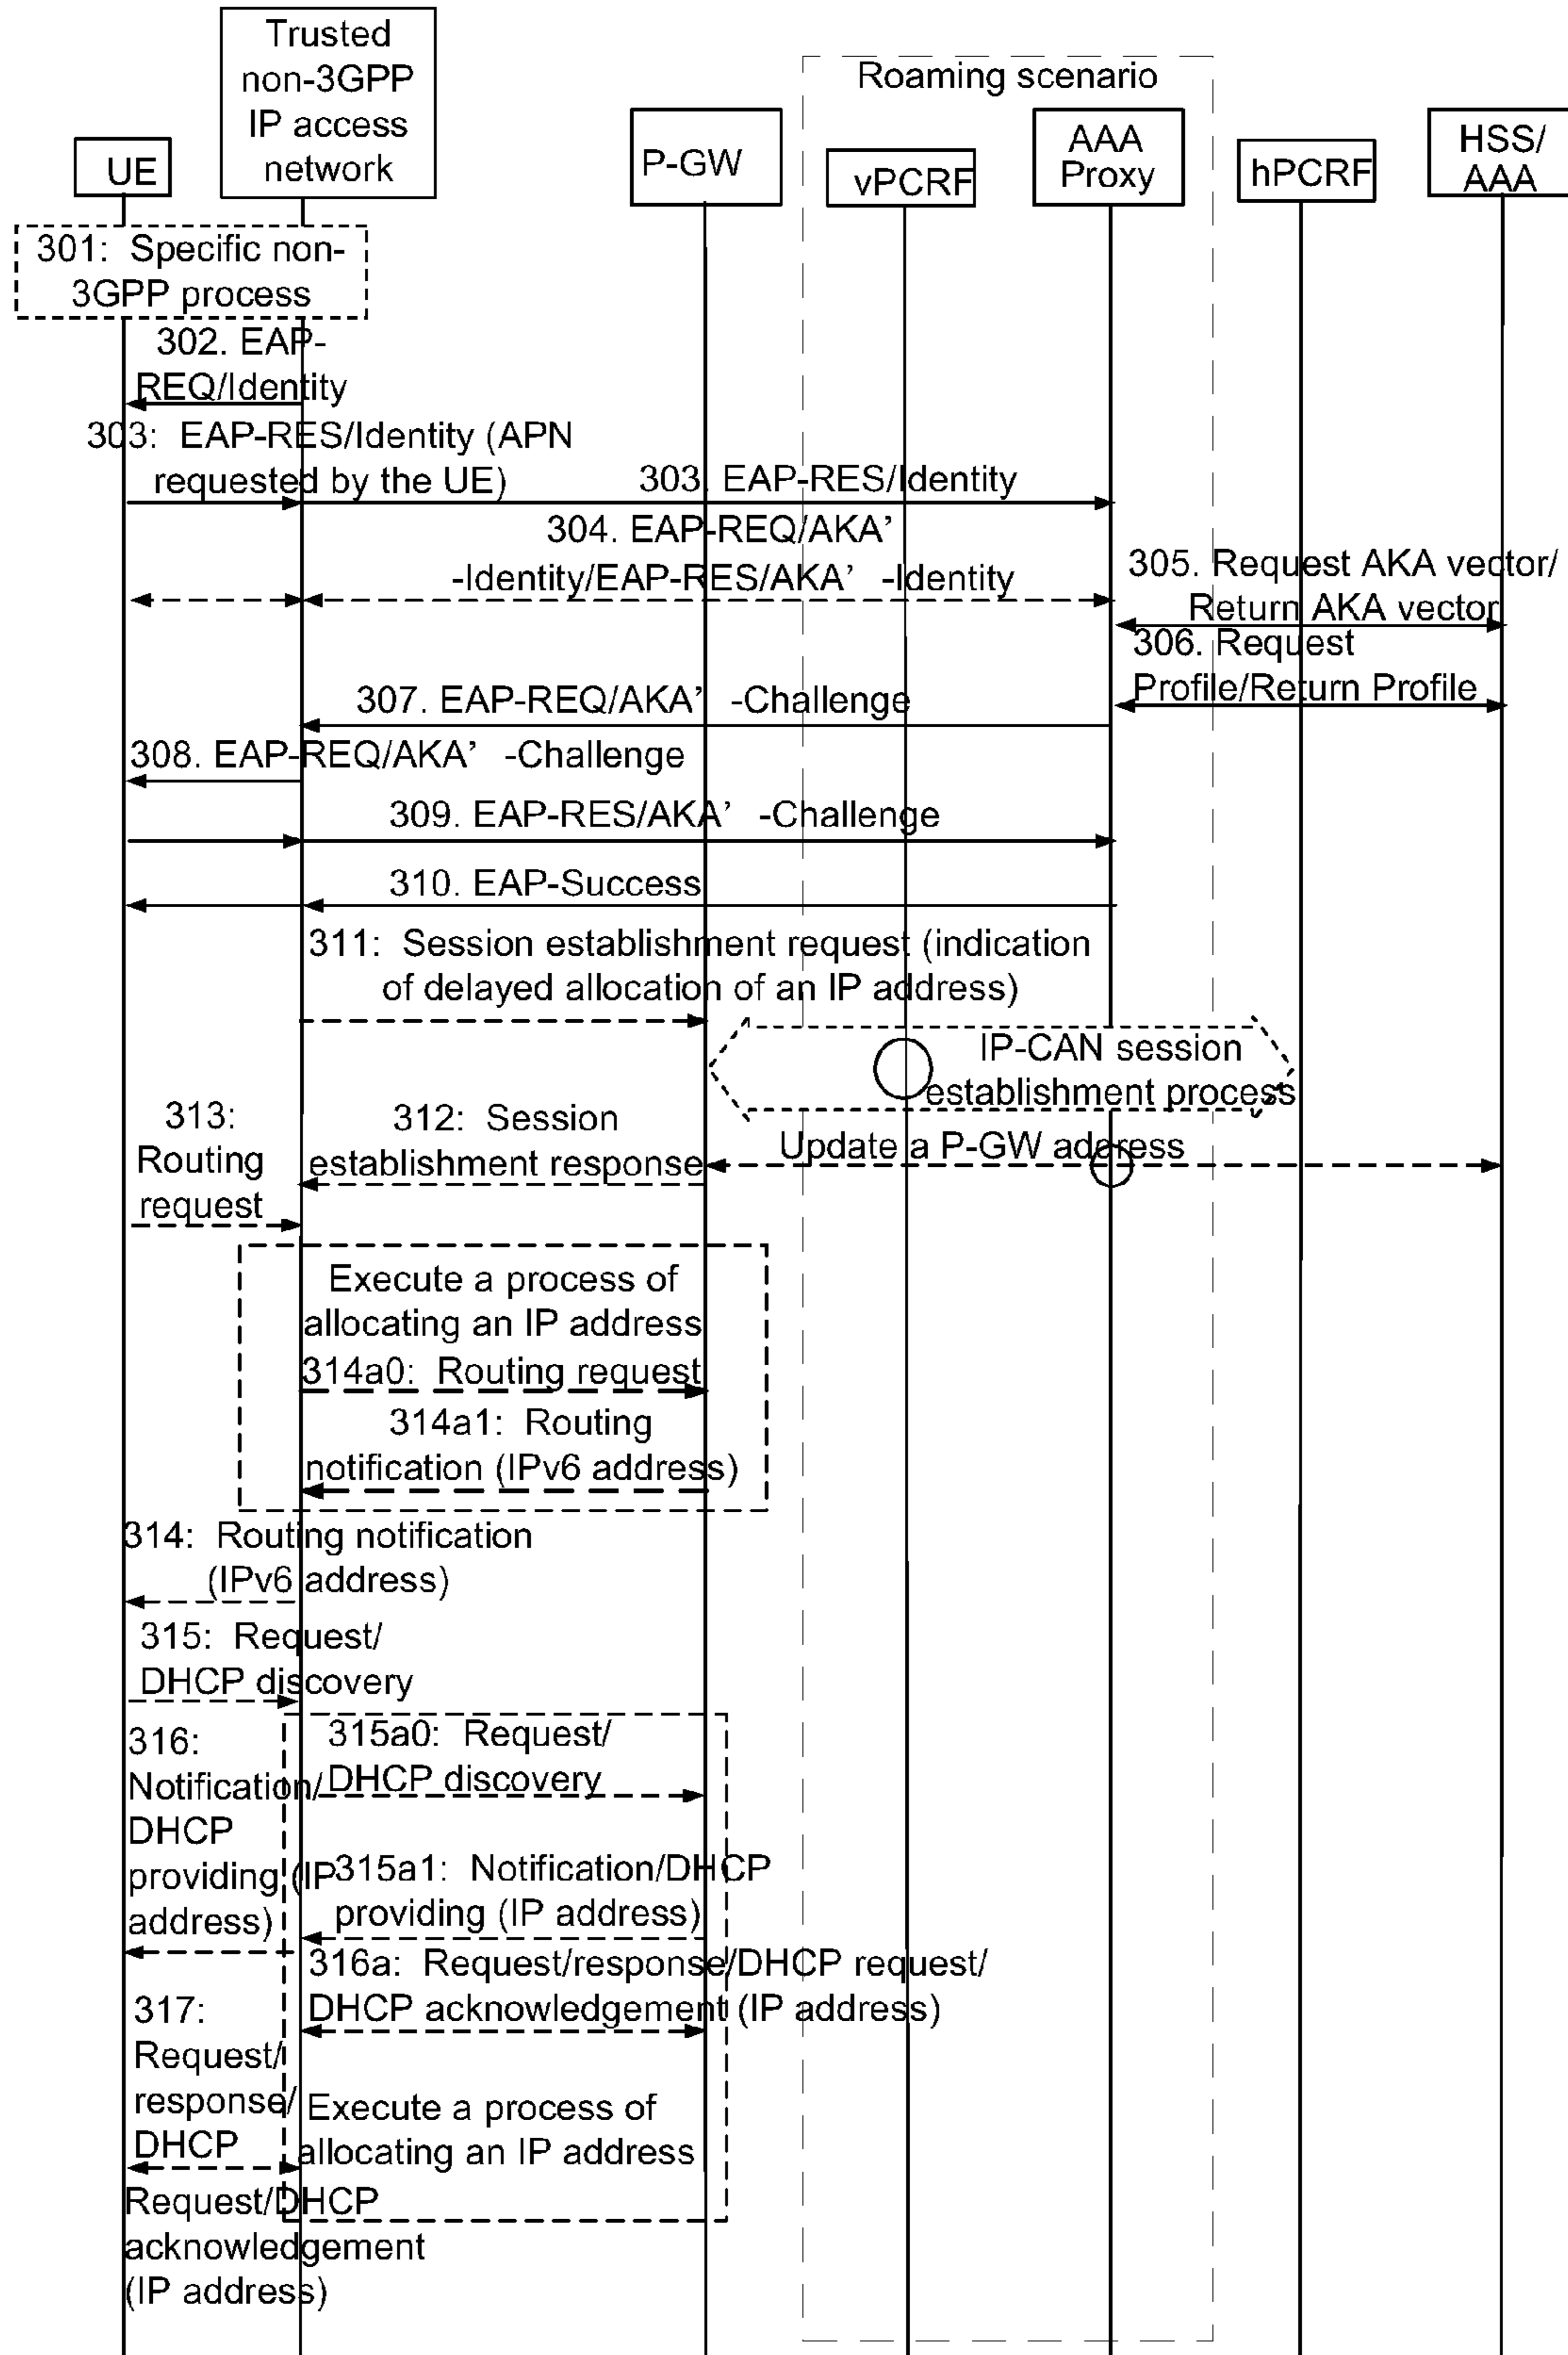 Trusted
non-3GPP
IP access
network
Roaming scenario
UE
P-GW
vPCRF
AAA
Proxy
hPCRF
HSS/
AAA
301: Specific non-
3GPP process
302. EAP-
REQ/Identity
303: EAP-RES/Identity (APN
requested by the UE)
303. EAP-RES/Identity
304. EAP-REQ/AKA'
-Identity/EAP-RES/AKA' -Identity
305. Request AKA vector/
Return AKA vector
306. Request
Profile/Return Profile
307. EAP-REQ/AKA' -Challenge
308. EAP-REQ/AKA' -Challenge
309. EAP-RES/AKA' -Challenge
310. EAP-Success
311: Session establishment request (indication
of delayed allocation of an IP address)
IP-CAN session
establishment process
313:
Routing
request
312: Session
establishment response
Update a P-GW address
Execute a process of
allocating an IP address
314a0: Routing request
314a1: Routing
notification (IPv6 address)
314: Routing notification
(IPv6 address)
315: Request/
DHCP discovery
315a0: Request/
DHCP discovery
316:
Notification/
DHCP
providing (IP
address)
315a1: Notification/DHCP
providing (IP address)
316a: Request/response/DHCP request/
DHCP acknowledgement (IP address)
317:
Request/
response/
DHCP
Request/DHCP
acknowledgement
(IP address)
Execute a process of
allocating an IP address